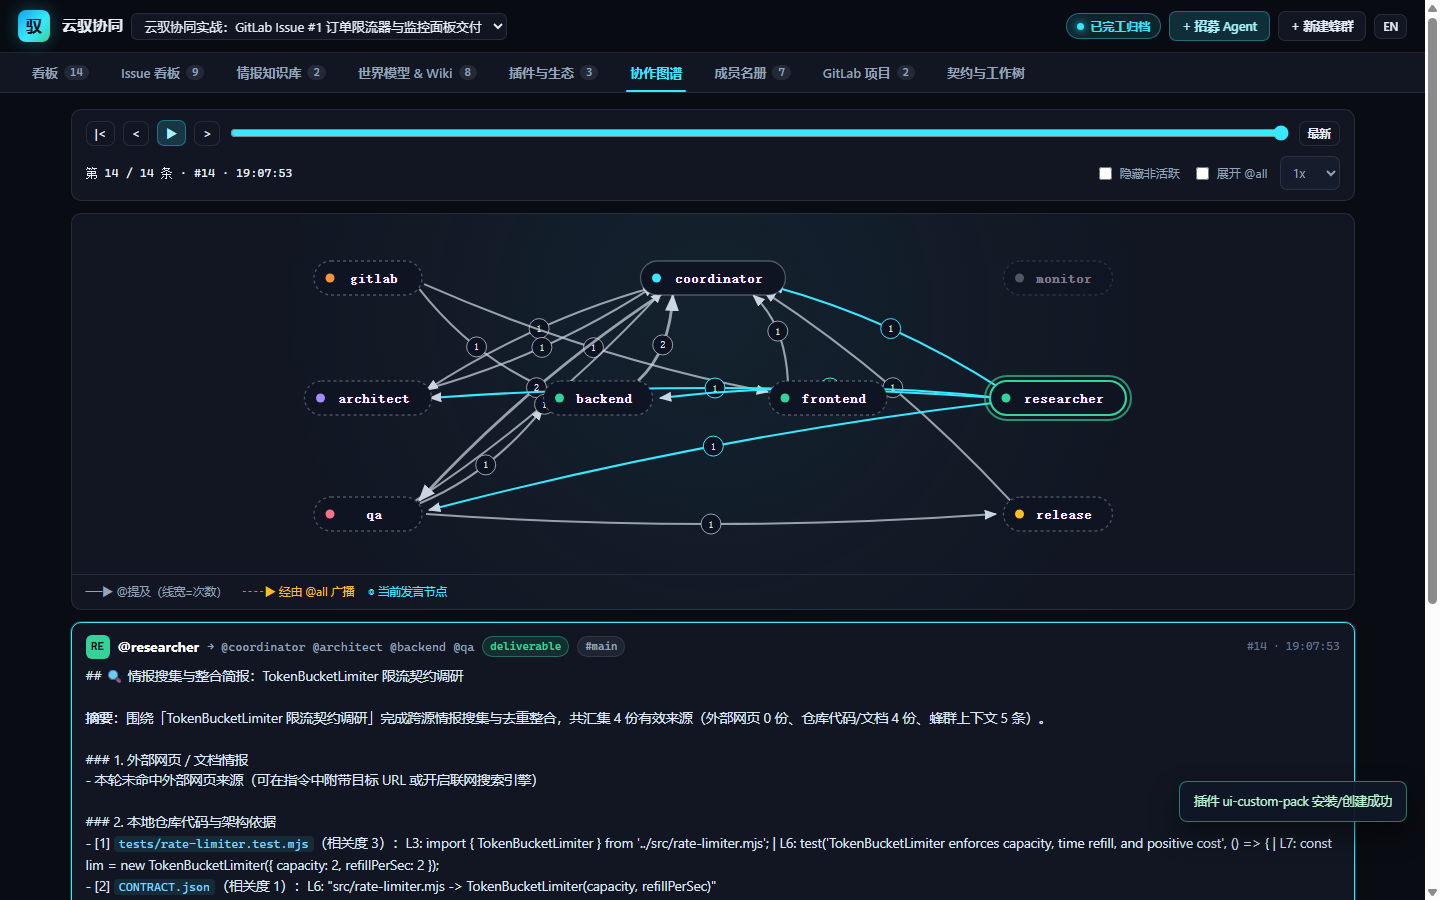 驭 云驭协同 云驭协同实战：GitLab Issue #1 订单限流器与监控面板交付 已完工归档 + 招募 Agent + 新建蜂群 EN
看板 14 Issue 看板 9 情报知识库 2 世界模型 & Wiki 8 插件与生态 3 协作图谱 成员名册 7 GitLab 项目 2 契约与工作树
|< < ▶ > 最新
第 14 / 14 条 · #14 · 19:07:53 隐藏非活跃 展开 @all 1x
gitlab coordinator monitor
1 1
1 1
1 1 2
2 1 1
1
architect backend frontend researcher
1
1
qa release
1
@提及（线宽=次数） 经由 @all 广播 当前发言节点
RE @researcher → @coordinator @architect @backend @qa deliverable #main #14 · 19:07:53
## 🔍 情报搜集与整合简报：TokenBucketLimiter 限流契约调研
摘要：围绕「TokenBucketLimiter 限流契约调研」完成跨源情报搜集与去重整合，共汇集 4 份有效来源（外部网页 0 份、仓库代码/文档 4 份、蜂群上下文 5 条）。
### 1. 外部网页 / 文档情报
- 本轮未命中外部网页来源（可在指令中附带目标 URL 或开启联网搜索引擎）
插件 ui-custom-pack 安装/创建成功
### 2. 本地仓库代码与架构依据
- [1] tests/rate-limiter.test.mjs （相关度 3）：L3: import { TokenBucketLimiter } from '../src/rate-limiter.mjs'; | L6: test('TokenBucketLimiter enforces capacity, time refill, and positive cost', () => { | L7: const
lim = new TokenBucketLimiter({ capacity: 2, refillPerSec: 2 });
- [2] CONTRACT.json （相关度 1）：L6: "src/rate-limiter.mjs -> TokenBucketLimiter(capacity, refillPerSec)"